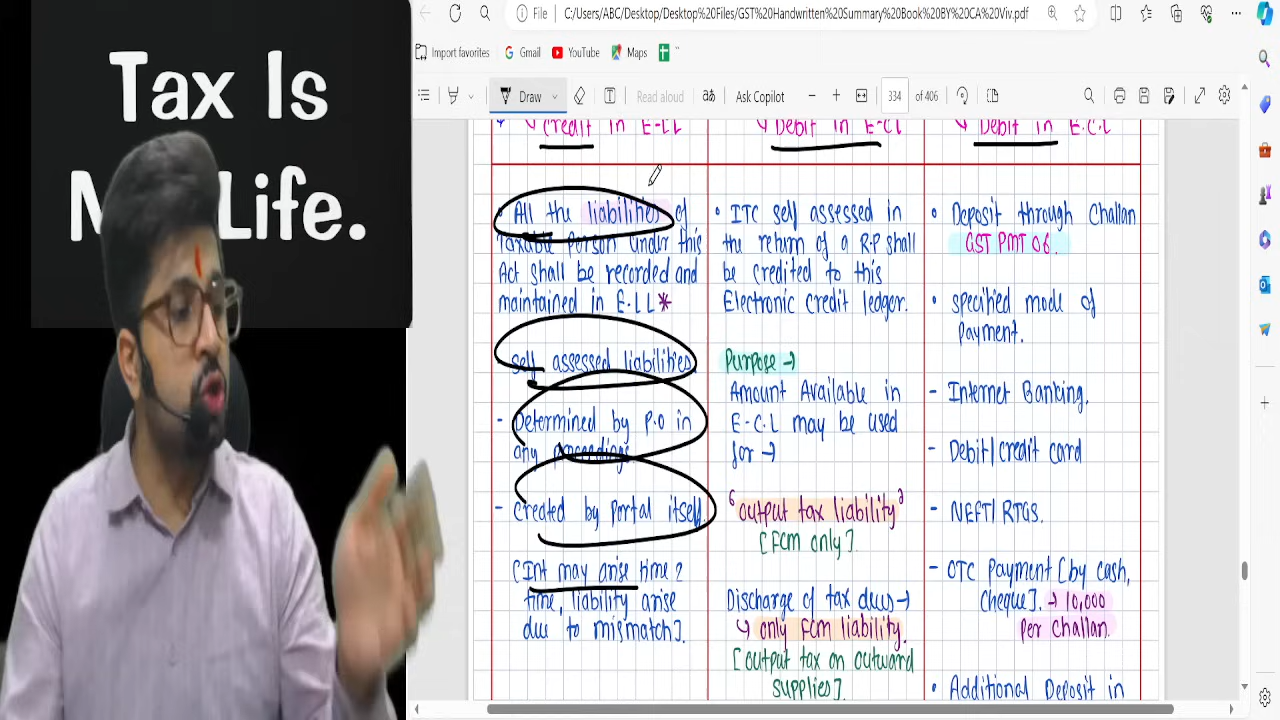 Tax Is
M Life.
File
C:/Users/ABC/Desktop/Desktop%20Files/GST%20Handwritten%20Summary%20Book%20BY%20CA%20Viv.pdf
Import favorites
Gmail
YouTube
Maps
Draw
Read aloud
Ask Copilot
334
of 406
Credit in E-LL
Debit in E-CL
Debit in E.C.L
• All the liabilities of
Taxable Person under this
Act shall be recorded and
maintained in E-LL*
self assessed liabilities
- Determined by P.O in
any proceedings
- Created by Portal itself.
[Int may arise time 2
time, liability arise
due to mismatch].
• ITC self assessed in
the return of a R.P shall
be credited to this
Electronic credit ledger.
Purpose →
Amount Available in
E-C.L may be used
for →
"output tax liability"
[FCM only].
Discharge of tax dues →
↳ only FCM liability.
[output tax on outward
supplies].
• Deposit through Challan
GST PMT 06.
• specified mode of
payment.
- Internet Banking.
- Debit/credit card
- NEFT/RTGS.
- OTC Payment [by cash,
cheque]. → 10,000
per challan.
• Additional Deposit in